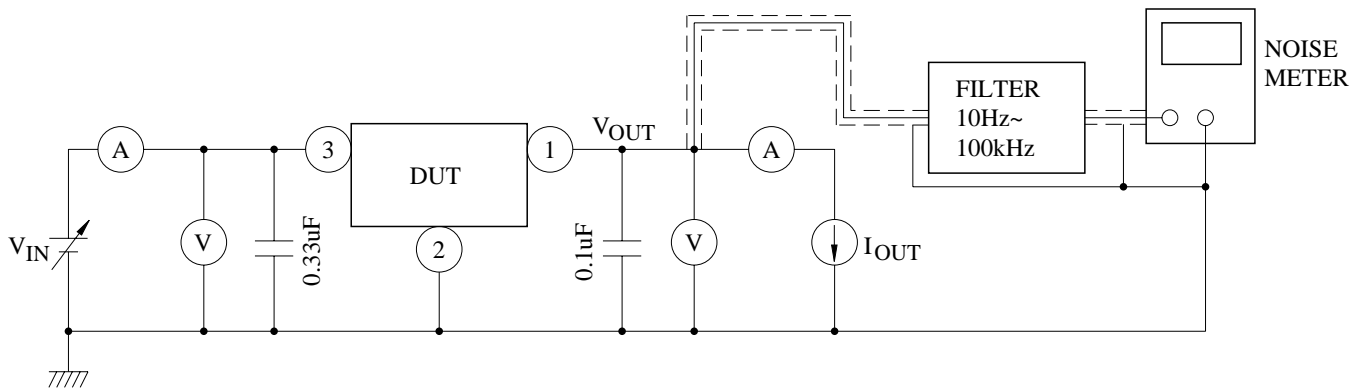 NOISE
METER
FILTER
10Hz~
100kHz
A
3
DUT
1
VOUT
A
VIN
V
0.33uF
2
0.1uF
V
IOUT